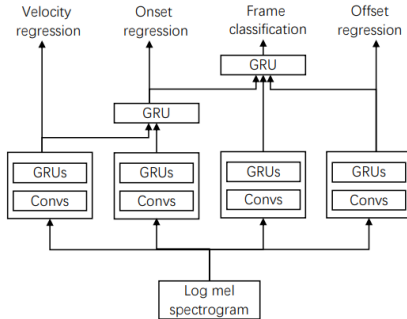 Velocity
regression
Onset
regression
Frame
classification
Offset
regression
GRU
GRU
GRUs
GRUs
GRUs
GRUs
Convs
Convs
Convs
Convs
Log mel
spectrogram